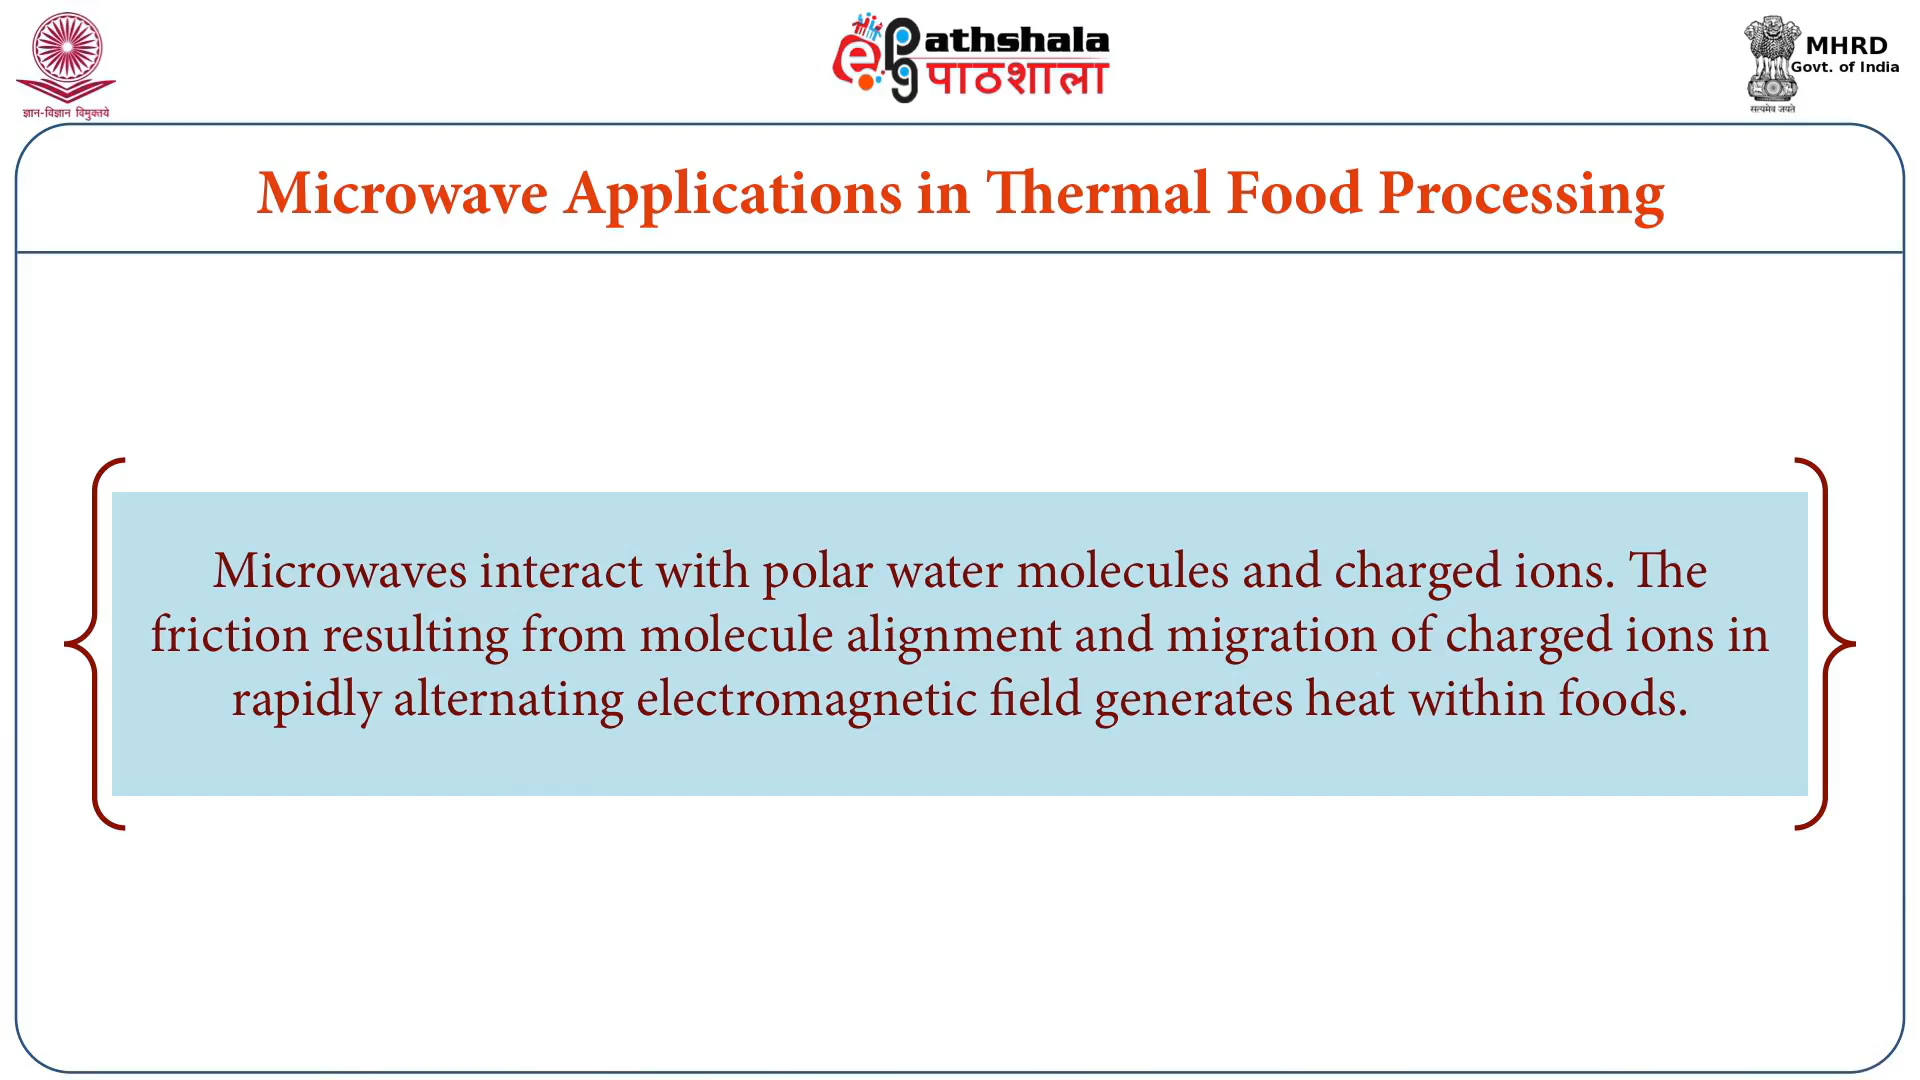 ज्ञान-विज्ञान विमुक्तये
e
Pathshala
पाठशाला
pg
MHRD
Govt. of India
सत्यमेव जयते
Microwave Applications in Thermal Food Processing
Microwaves interact with polar water molecules and charged ions. The
friction resulting from molecule alignment and migration of charged ions in
rapidly alternating electromagnetic field generates heat within foods.